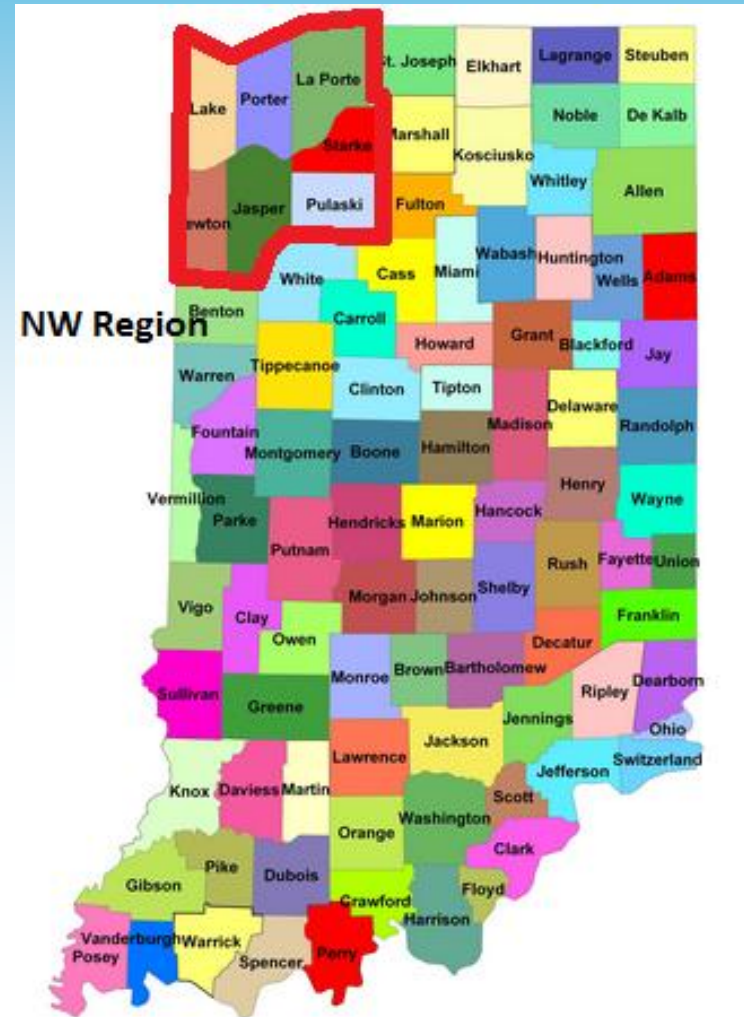 St. Joseph
Elkhart
Lagrange
Steuben
La Porte
Porter
Lake
Noble
De Kalb
Marshall
Starke
Kosciusko
Whitley
Allen
ewton
Jasper
Pulaski
Fulton
White
Cass
Miami
Wabash
Huntington
Wells
Adams
Benton
NW Region
Carroll
Howard
Grant
Blackford
Jay
Warren
Tippecanoe
Clinton
Tipton
Delaware
Madison
Randolph
Fountain
Montgomery
Boone
Hamilton
Henry
Wayne
Vermillion
Parke
Hendricks
Marion
Hancock
Putnam
Rush
Fayette
Union
Vigo
Clay
Morgan
Johnson
Shelby
Franklin
Owen
Decatur
Monroe
Brown
Bartholomew
Sullivan
Greene
Ripley
Dearborn
Jennings
Ohio
Lawrence
Jackson
Switzerland
Jefferson
Knox
Daviess
Martin
Scott
Orange
Washington
Clark
Pike
Dubois
Gibson
Floyd
Crawford
Harrison
Vanderburgh
Warrick
Posey
Spencer
Perry